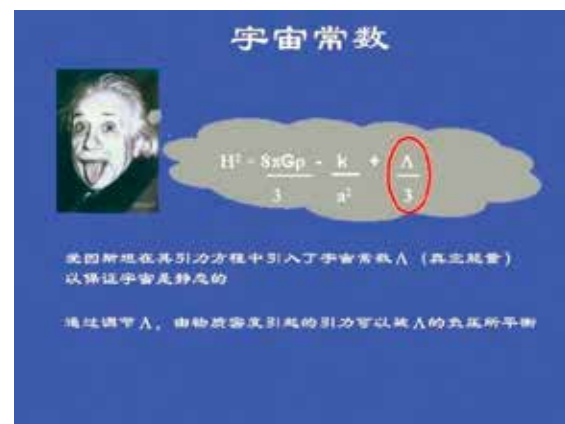 宇宙常数
H² = 8πGρ - k + Λ
3 a² 3
爱因斯坦在其引力方程中引入了宇宙常数Λ（真空能量）
以保证宇宙是静态的
通过调节Λ，由物质密度引起的引力可以被Λ的负压所平衡